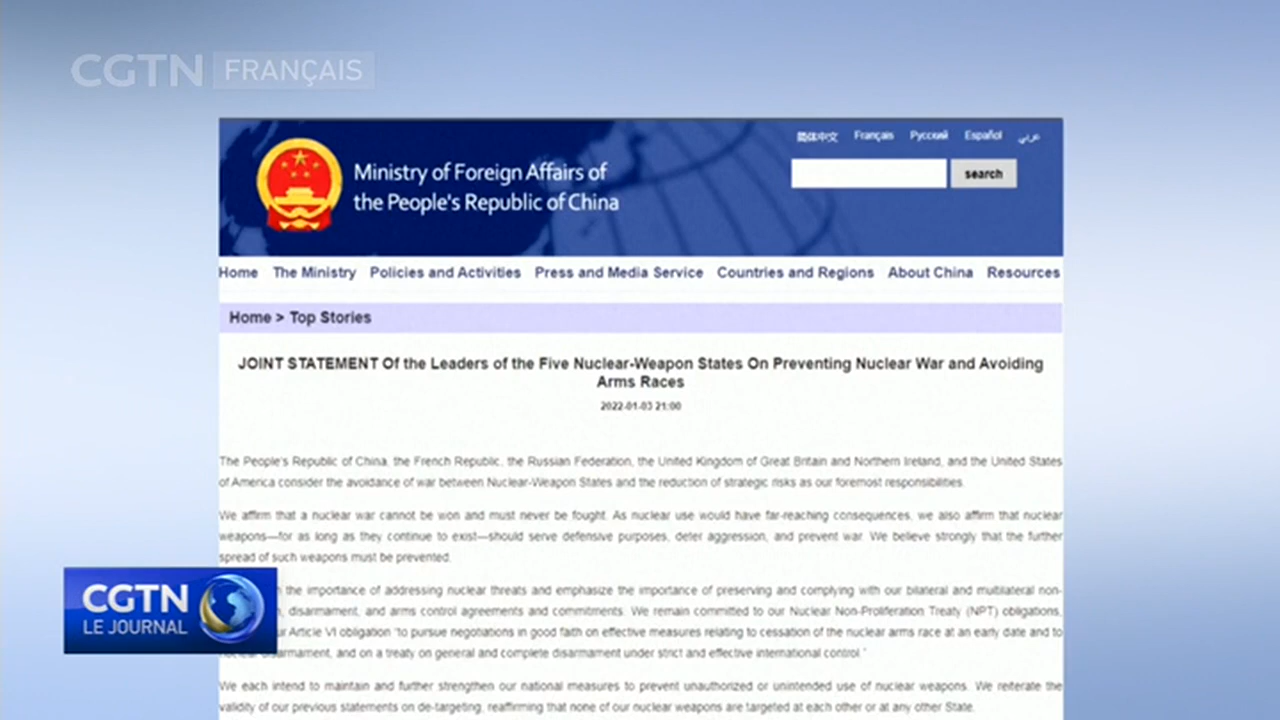 CGTN FRANÇAIS
简体中文 Français Русский Español عربي
Ministry of Foreign Affairs of
the People's Republic of China
search
Home The Ministry Policies and Activities Press and Media Service Countries and Regions About China Resources
Home > Top Stories
JOINT STATEMENT Of the Leaders of the Five Nuclear-Weapon States On Preventing Nuclear War and Avoiding
Arms Races
2022-01-03 21:00
The People's Republic of China, the French Republic, the Russian Federation, the United Kingdom of Great Britain and Northern Ireland, and the United States
of America consider the avoidance of war between Nuclear-Weapon States and the reduction of strategic risks as our foremost responsibilities.
We affirm that a nuclear war cannot be won and must never be fought. As nuclear use would have far-reaching consequences, we also affirm that nuclear
weapons—for as long as they continue to exist—should serve defensive purposes, deter aggression, and prevent war. We believe strongly that the further
spread of such weapons must be prevented.
the importance of addressing nuclear threats and emphasize the importance of preserving and complying with our bilateral and multilateral non-
disarmament, and arms control agreements and commitments. We remain committed to our Nuclear Non-Proliferation Treaty (NPT) obligations,
Article VI obligation "to pursue negotiations in good faith on effective measures relating to cessation of the nuclear arms race at an early date and to
and on a treaty on general and complete disarmament under strict and effective international control."
We each intend to maintain and further strengthen our national measures to prevent unauthorized or unintended use of nuclear weapons. We reiterate the
validity of our previous statements on de-targeting, reaffirming that none of our nuclear weapons are targeted at each other or at any other State.
CGTN
LE JOURNAL